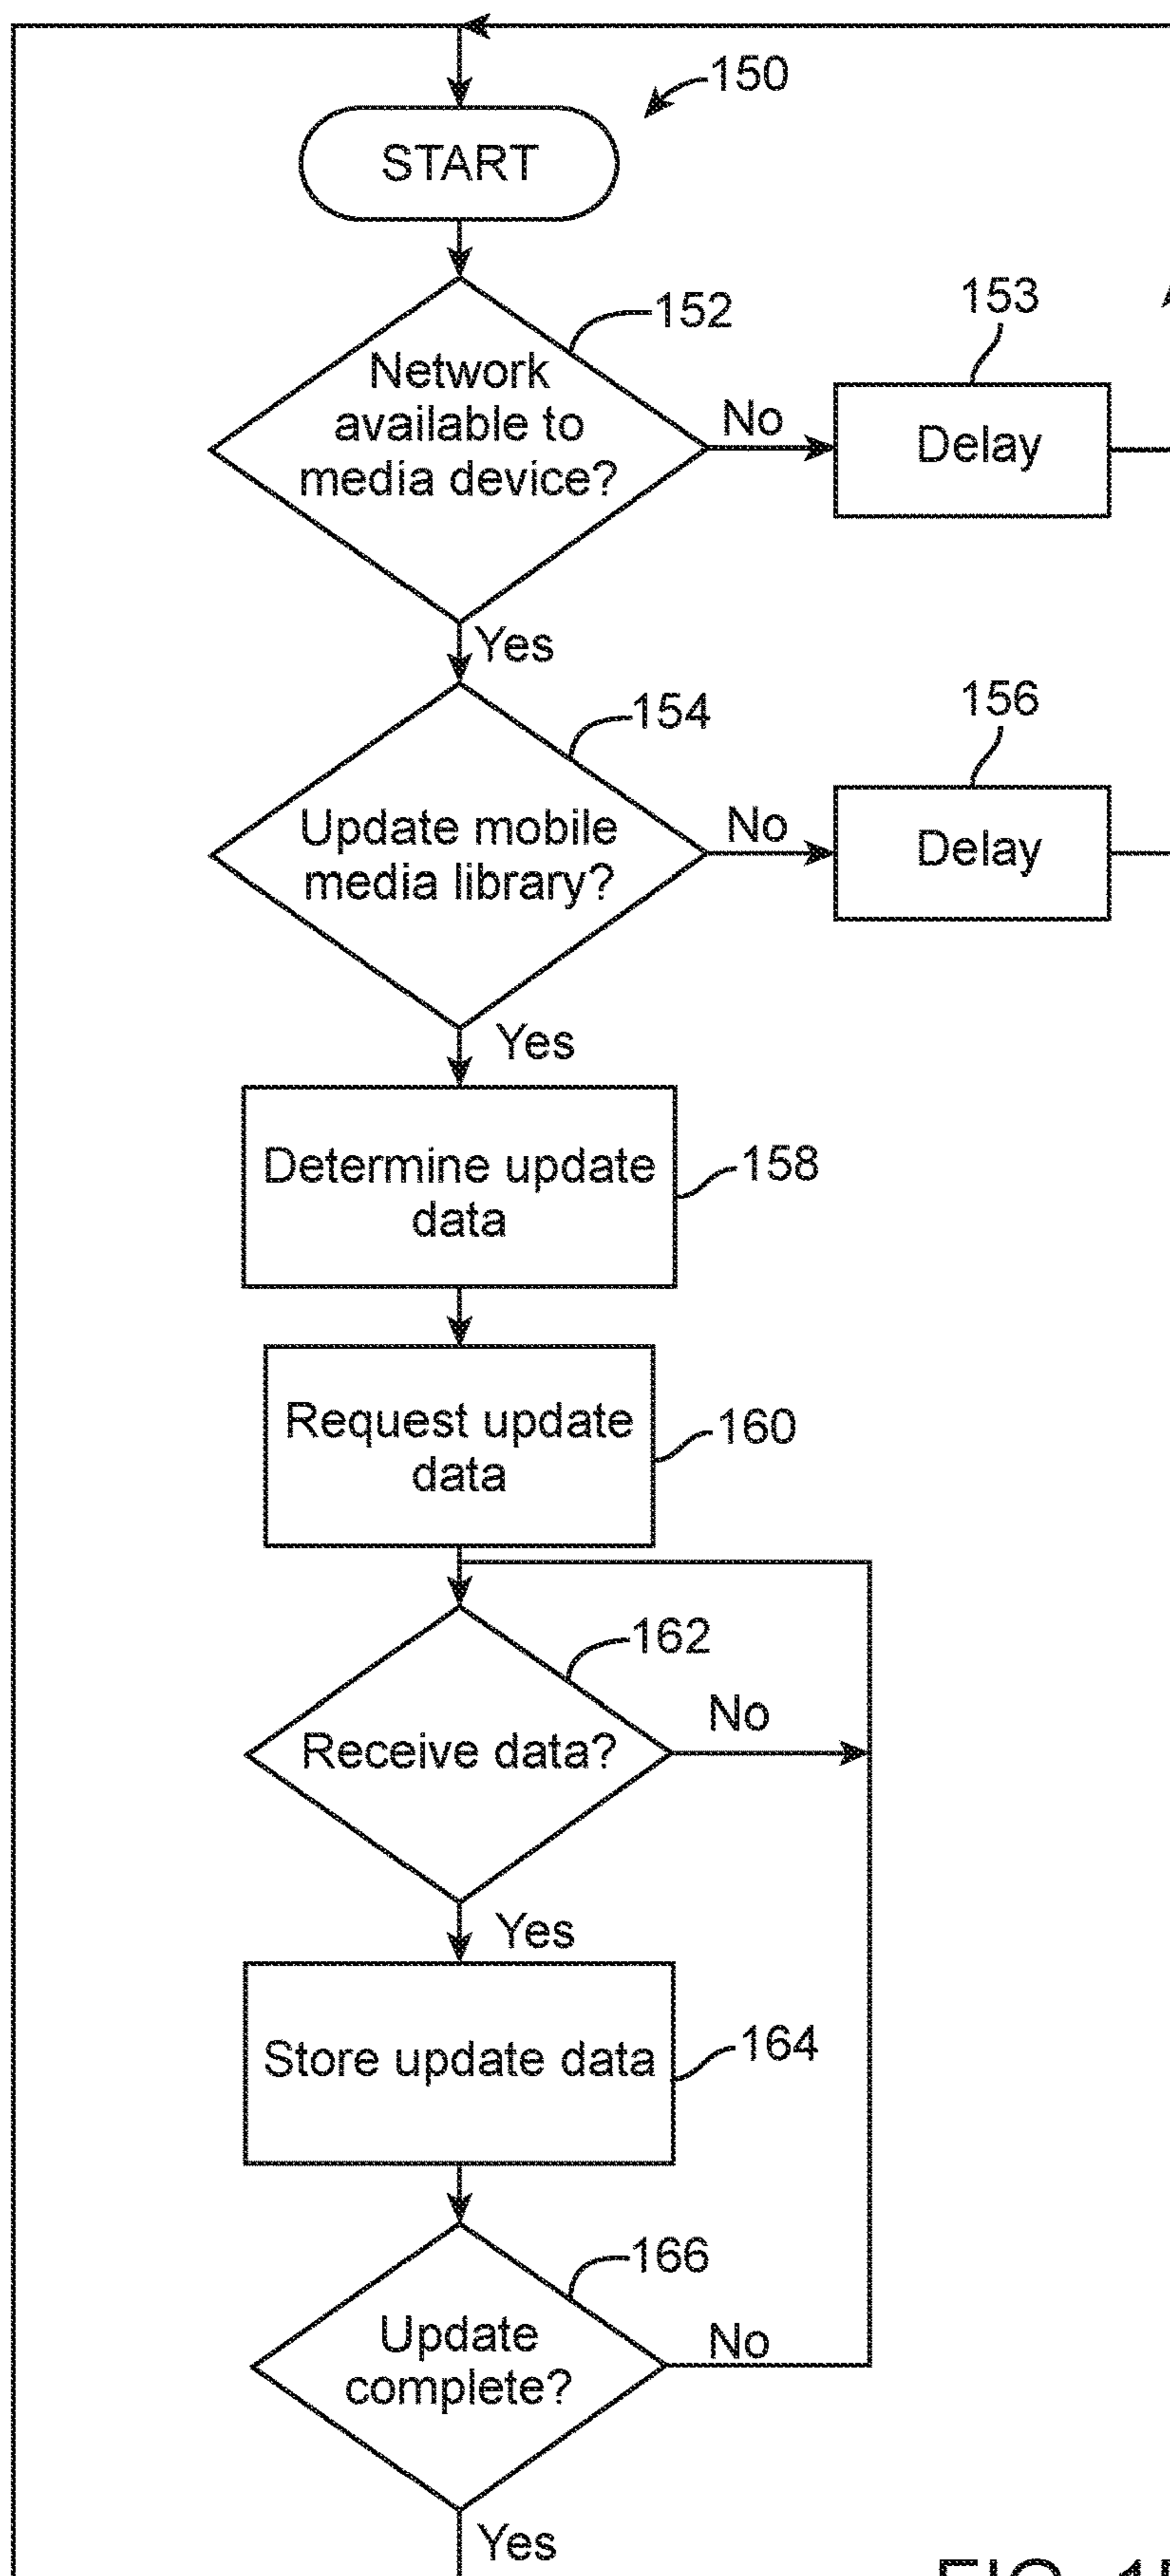 150
START
152
Network
available to
media device?
No
153
Delay
Yes
154
Update mobile
media library?
No
156
Delay
Yes
Determine update
data
158
Request update
data
160
162
Receive data?
No
Yes
Store update data
164
166
Update
complete?
No
Yes